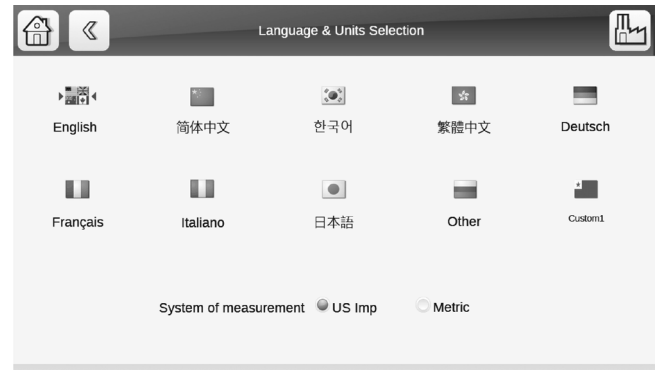 Language & Units Selection
English
简体中文
한국어
繁體中文
Deutsch
Français
Italiano
日本語
Other
Custom1
System of measurement US Imp Metric